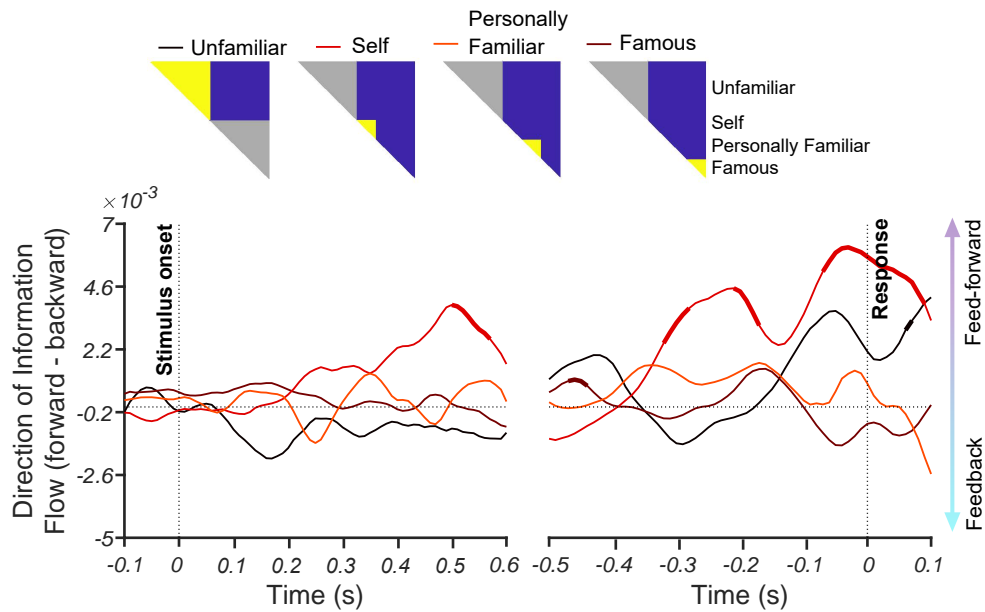 Personally
Unfamiliar
Self
Familiar
Famous
Unfamiliar
Self
Personally Familiar
Famous
×10-3
7
4.6
2.2
-0.2
-2.6
-5
Direction of Information
Flow (forward - backward)
Stimulus onset
Response
Feed-forward
Feedback
-0.1 0 0.1 0.2 0.3 0.4 0.5 0.6
-0.5 -0.4 -0.3 -0.2 -0.1 0 0.1
Time (s)
Time (s)